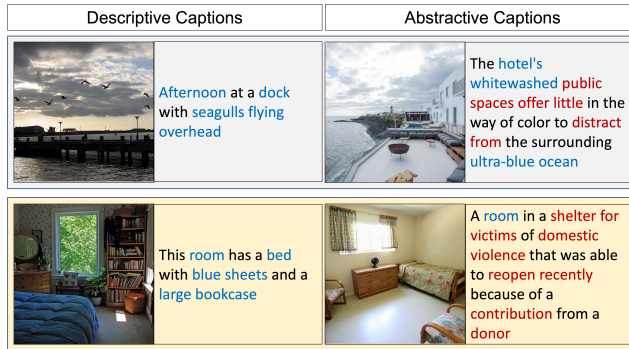 Descriptive Captions
Abstractive Captions
Afternoon at a dock
with seagulls flying
overhead
The hotel's
whitewashed public
spaces offer little in the
way of color to distract
from the surrounding
ultra-blue ocean
This room has a bed
with blue sheets and a
large bookcase
A room in a shelter for
victims of domestic
violence that was able
to reopen recently
because of a
contribution from a
donor